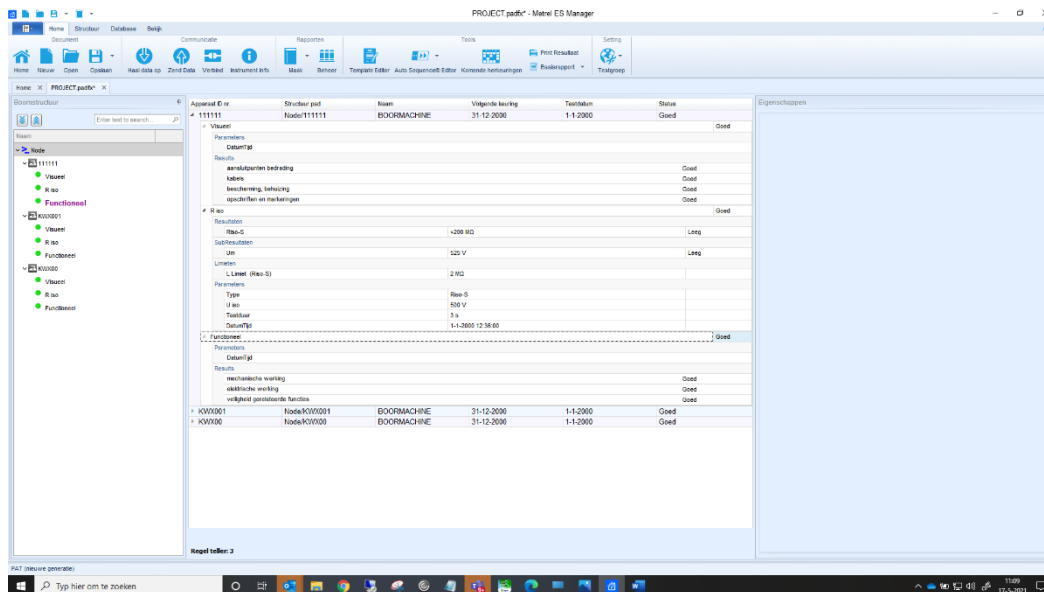 PROJECT.padfx* - Metrel ES Manager
Home Structuur Database Bekijk
Document Communicatie Rapporten Tools Setting
Home Nieuw Open Opslaan Haal data op Zend Data Verbind Instrument info Maak Beheer Template Editor Auto Sequence® Editor Komende herkeuringen Print Resultaat Basisrapport Testgroep
Home X PROJECT.padfx* X
Boomstructuur
Enter text to search...
Naam
Node
111111
Visueel
R iso
Functioneel
KWX001
Visueel
R iso
Functioneel
KWX00
Visueel
R iso
Functioneel
Apparaat ID nr. Structuur pad Naam Volgende keuring Testdatum Status
111111 Node/111111 BOORMACHINE 31-12-2000 1-1-2000 Goed
Visueel Goed
Parameters
DatumTijd
Results
aansluitpunten bedrading Goed
kabels Goed
bescherming, behuizing Goed
opschriften en markeringen Goed
R iso Goed
Resultaten
Riso-S >200 MΩ Leeg
SubResultaten
Um 525 V Leeg
Limieten
L Limiet (Riso-S) 2 MΩ
Parameters
Type Riso-S
U iso 500 V
Testduur 3 s
DatumTijd 1-1-2000 12:36:00
Functioneel Goed
Parameters
DatumTijd
Results
mechanische werking Goed
elektrische werking Goed
veiligheid gerelateerde functies Goed
KWX001 Node/KWX001 BOORMACHINE 31-12-2000 1-1-2000 Goed
KWX00 Node/KWX00 BOORMACHINE 31-12-2000 1-1-2000 Goed
Regel teller: 3
Eigenschappen
PAT (nieuwe generatie)
Typ hier om te zoeken
11:09
17-5-2021